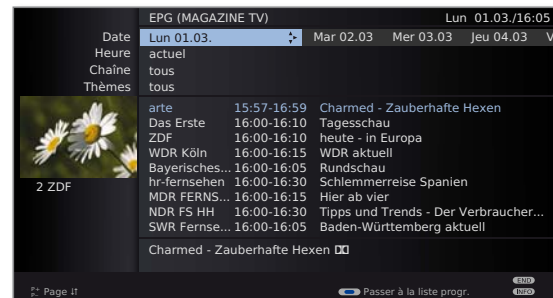 EPG (MAGAZINE TV) Lun 01.03./16:05
Date Lun 01.03. Mar 02.03 Mer 03.03 Jeu 04.03 V
Heure actuel
Chaîne tous
Thèmes tous
arte 15:57-16:59 Charmed - Zauberhafte Hexen
Das Erste 16:00-16:10 Tagesschau
ZDF 16:00-16:10 heute - in Europa
WDR Köln 16:00-16:15 WDR aktuell
Bayerisches... 16:00-16:05 Rundschau
hr-fernsehen 16:00-16:30 Schlemmerreise Spanien
MDR FERNS... 16:00-16:15 Hier ab vier
NDR FS HH 16:00-16:30 Tipps und Trends - Der Verbraucher...
SWR Fernse... 16:00-16:05 Baden-Württemberg aktuell
2 ZDF
Charmed - Zauberhafte Hexen
END
P+ P- Page Passer à la liste progr. INFO